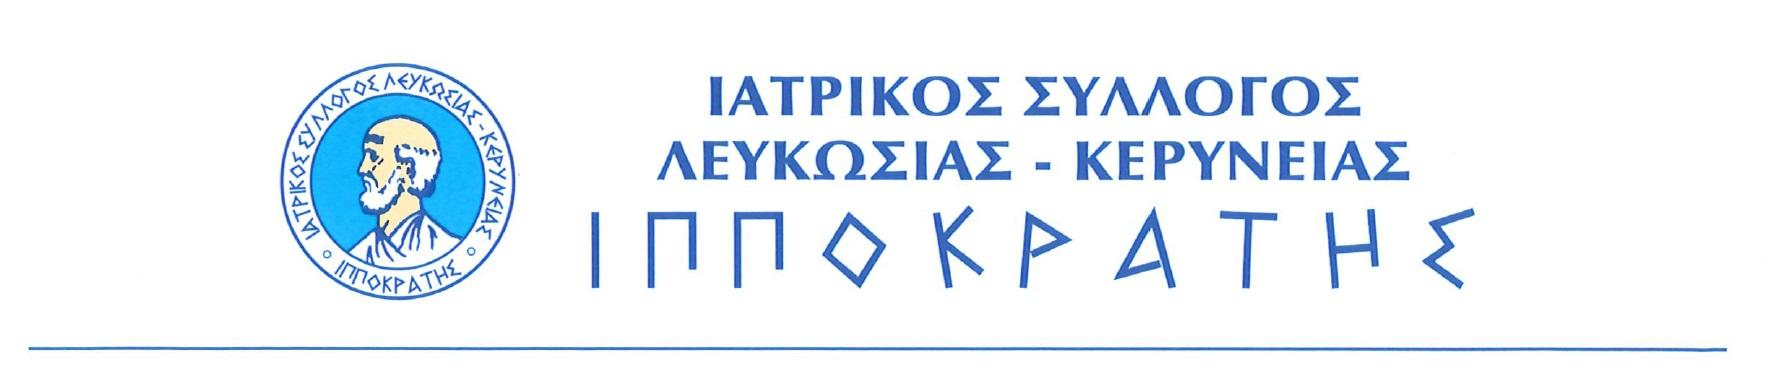 ΙΑΤΡΙΚΟΣ ΣΥΛΛΟΓΟΣ ΛΕΥΚΩΣΙΑΣ - ΚΕΡΥΝΕΙΑΣ
ΙΠΠΟΚΡΑΤΗΣ
ΙΑΤΡΙΚΟΣ ΣΥΛΛΟΓΟΣ
ΛΕΥΚΩΣΙΑΣ - ΚΕΡΥΝΕΙΑΣ
ΙΠΠΟΚΡΑΤΗΣ